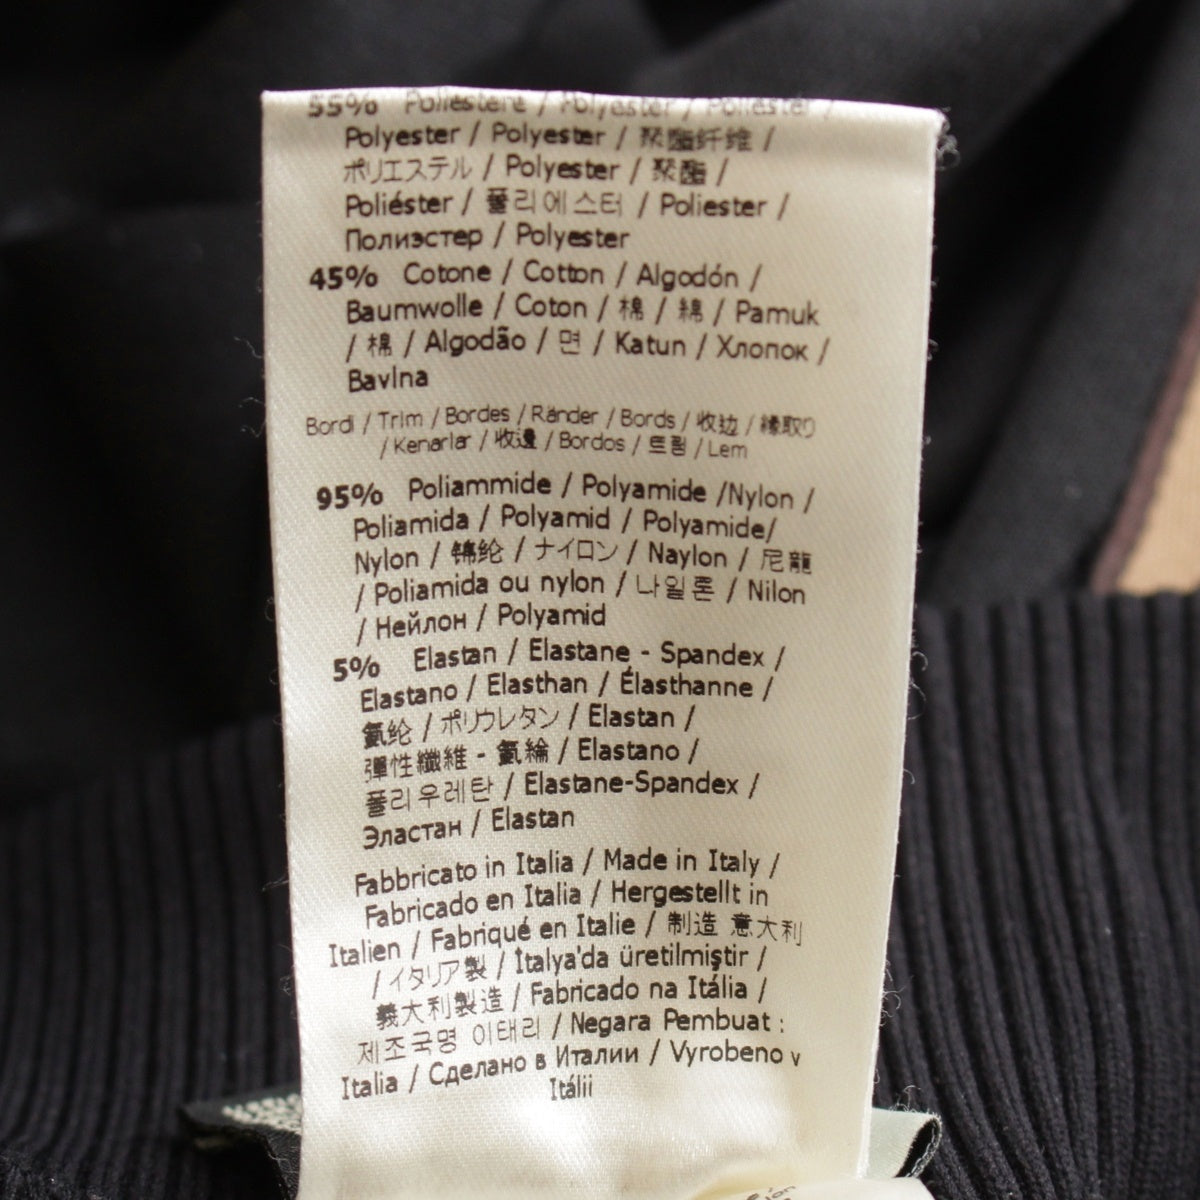 55% Poliestere / Polyester / Poliéster /
Polyester / Polyester / 聚酯纤维 /
ポリエステル / Polyester / 聚酯 /
Poliéster / 폴리에스터 / Poliester /
Полиэстер / Polyester
45% Cotone / Cotton / Algodón /
Baumwolle / Coton / 棉 / 綿 / Pamuk
/ 棉 / Algodão / 면 / Katun / Хлопок /
Bavlna
Bordi / Trim / Bordes / Ränder / Bords / 收边 / 縁取り
/ Kenarlar / 收邊 / Bordos / 트림 / Lem
95% Poliammide / Polyamide /Nylon /
Poliamida / Polyamid / Polyamide/
Nylon / 锦纶 / ナイロン / Naylon / 尼龍
/ Poliamida ou nylon / 나일론 / Nilon
/ Нейлон / Polyamid
5% Elastan / Elastane - Spandex /
Elastano / Elasthan / Élasthanne /
氨纶 / ポリウレタン / Elastan /
彈性纖維 - 氨綸 / Elastano /
폴리우레탄 / Elastane-Spandex /
Эластан / Elastan
Fabbricato in Italia / Made in Italy /
Fabricado en Italia / Hergestellt in
Italien / Fabriqué en Italie / 制造 意大利
/ イタリア製 / İtalya'da üretilmiştir /
義大利製造 / Fabricado na Itália /
제조국명 이태리 / Negara Pembuat :
Italia / Сделано в Италии / Vyrobeno v
Itálii